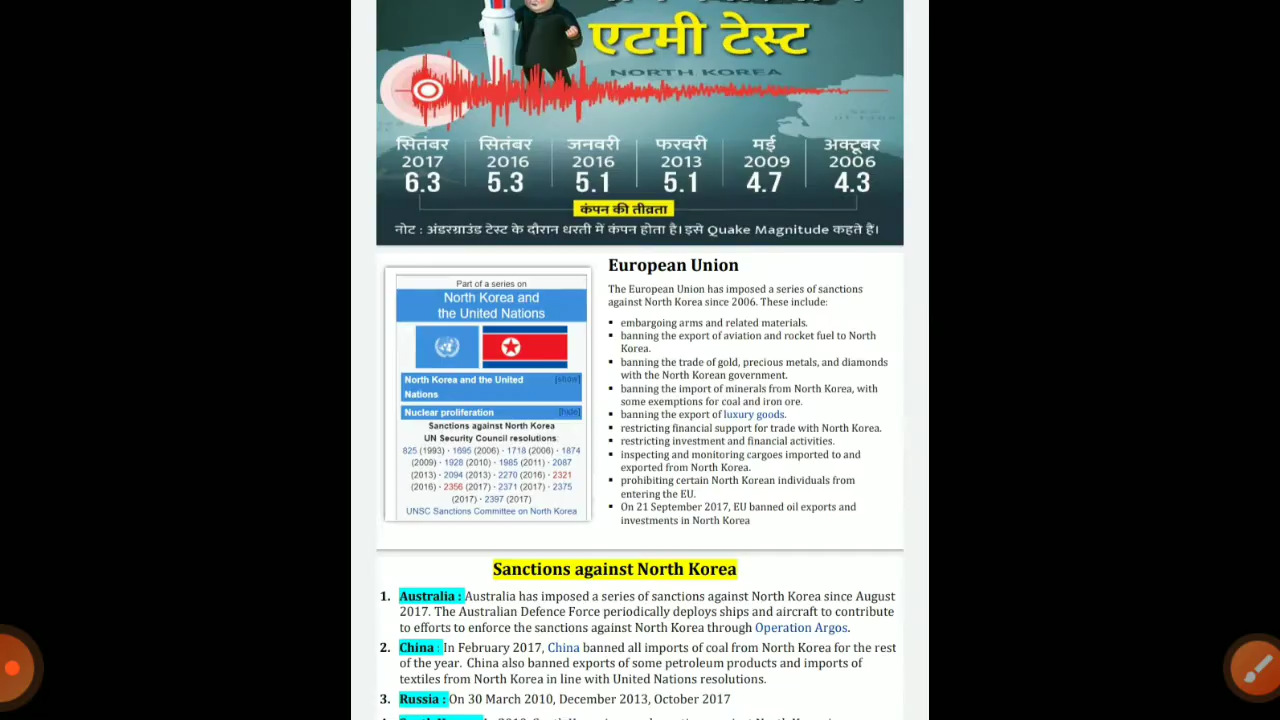 एटमी टेस्ट
NORTH KOREA
सितंबर सितंबर जनवरी फरवरी मई अक्टूबर
2017 2016 2016 2013 2009 2006
6.3 5.3 5.1 5.1 4.7 4.3
कंपन की तीव्रता
नोट : अंडरग्राउंड टेस्ट के दौरान धरती में कंपन होता है। इसे Quake Magnitude कहते हैं।
Part of a series on
North Korea and
the United Nations
North Korea and the United [show]
Nations
Nuclear proliferation [hide]
Sanctions against North Korea
UN Security Council resolutions:
825 (1993) · 1695 (2006) · 1718 (2006) · 1874
(2009) · 1928 (2010) · 1985 (2011) · 2087
(2013) · 2094 (2013) · 2270 (2016) · 2321
(2016) · 2356 (2017) · 2371 (2017) · 2375
(2017) · 2397 (2017)
UNSC Sanctions Committee on North Korea
European Union
The European Union has imposed a series of sanctions
against North Korea since 2006. These include:
▪ embargoing arms and related materials.
▪ banning the export of aviation and rocket fuel to North
Korea.
▪ banning the trade of gold, precious metals, and diamonds
with the North Korean government.
▪ banning the import of minerals from North Korea, with
some exemptions for coal and iron ore.
▪ banning the export of luxury goods.
▪ restricting financial support for trade with North Korea.
▪ restricting investment and financial activities.
▪ inspecting and monitoring cargoes imported to and
exported from North Korea.
▪ prohibiting certain North Korean individuals from
entering the EU.
▪ On 21 September 2017, EU banned oil exports and
investments in North Korea
Sanctions against North Korea
1. Australia : Australia has imposed a series of sanctions against North Korea since August
2017. The Australian Defence Force periodically deploys ships and aircraft to contribute
to efforts to enforce the sanctions against North Korea through Operation Argos.
2. China : In February 2017, China banned all imports of coal from North Korea for the rest
of the year. China also banned exports of some petroleum products and imports of
textiles from North Korea in line with United Nations resolutions.
3. Russia : On 30 March 2010, December 2013, October 2017